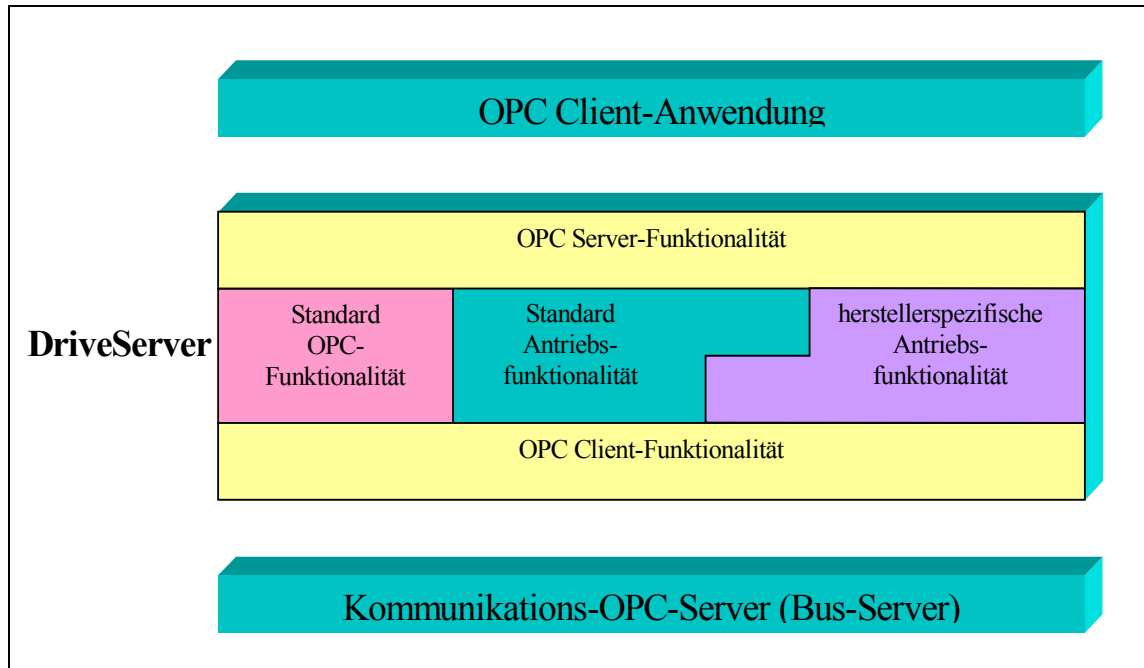 OPC Client-Anwendung
OPC Server-Funktionalität
DriveServer
Standard
OPC-
Funktionalität
Standard
Antriebs-
funktionalität
herstellerspezifische
Antriebs-
funktionalität
OPC Client-Funktionalität
Kommunikations-OPC-Server (Bus-Server)